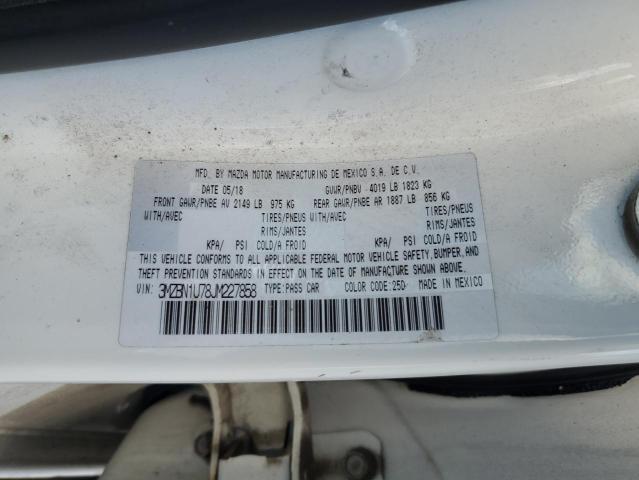 MFD. BY MAZDA MOTOR MANUFACTURING DE MEXICO S.A. DE C.V.
DATE 05/18 GVWR/PNBV 4019 LB 1823 KG
FRONT GAWR/PNBE AV 2149 LB 975 KG REAR GAWR/PNBE AR 1887 LB 856 KG
WITH/AVEC TIRES/PNEUS WITH/AVEC TIRES/PNEUS
RIMS/JANTES RIMS/JANTES
KPA/ PSI COLD/A FROID KPA/ PSI COLD/A FROID
THIS VEHICLE CONFORMS TO ALL APPLICABLE FEDERAL MOTOR VEHICLE SAFETY, BUMPER, AND
THEFT PREVENTION STANDARDS IN EFFECT ON THE DATE OF MANUFACTURE SHOWN ABOVE.
VIN: 3MZBN1U78JM227858 TYPE: PASS CAR COLOR CODE: 25D MADE IN MEXICO